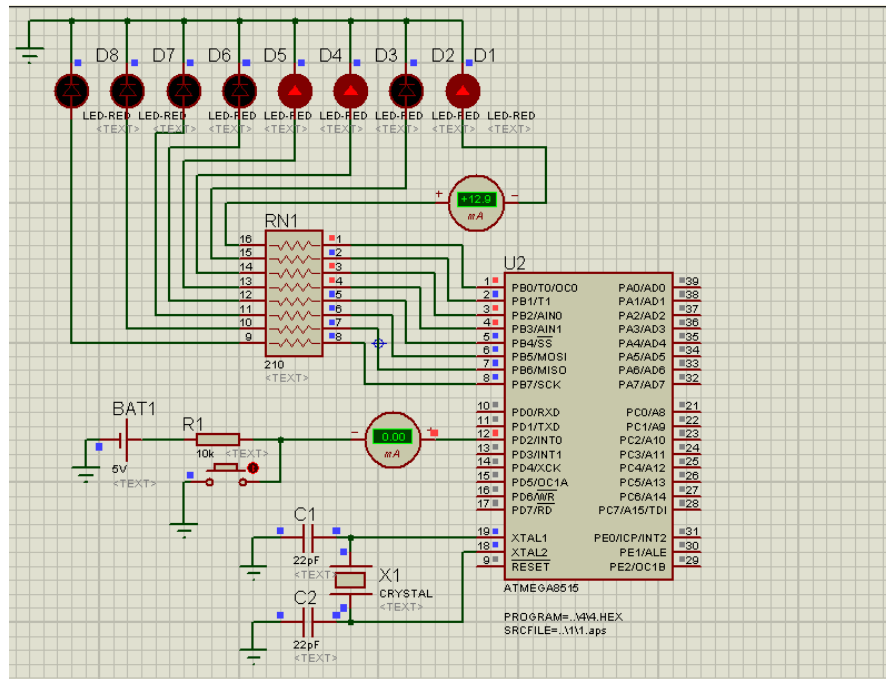 D8 D7 D6 D5 D4 D3 D2 D1
LED-RED LED-RED LED-RED LED-RED LED-RED
<TEXT> <TEXT> <TEXT> <TEXT> <TEXT>
+ +12.9 −
mA
RN1
16 1
15 2
14 3
13 4
12 5
11 6
10 7
9 8
210
<TEXT>
U2
1 PB0/T0/OC0 PA0/AD0 39
2 PB1/T1 PA1/AD1 38
3 PB2/AIN0 PA2/AD2 37
4 PB3/AIN1 PA3/AD3 36
5 PB4/SS PA4/AD4 35
6 PB5/MOSI PA5/AD5 34
7 PB6/MISO PA6/AD6 33
8 PB7/SCK PA7/AD7 32
10 PD0/RXD PC0/A8 21
11 PD1/TXD PC1/A9 22
12 PD2/INT0 PC2/A10 23
13 PD3/INT1 PC3/A11 24
14 PD4/XCK PC4/A12 25
15 PD5/OC1A PC5/A13 26
16 PD6/WR PC6/A14 27
17 PD7/RD PC7/A15/TDI 28
19 XTAL1 PE0/ICP/INT2 31
18 XTAL2 PE1/ALE 30
9 RESET PE2/OC1B 29
ATMEGA8515
PROGRAM=..\4\4.HEX
SRCFILE=..\1\1.aps
BAT1
5V
<TEXT>
R1
10k <TEXT>
− 0.00 +
mA
C1
22pF
<TEXT>
X1
CRYSTAL
<TEXT>
C2
22pF
<TEXT>